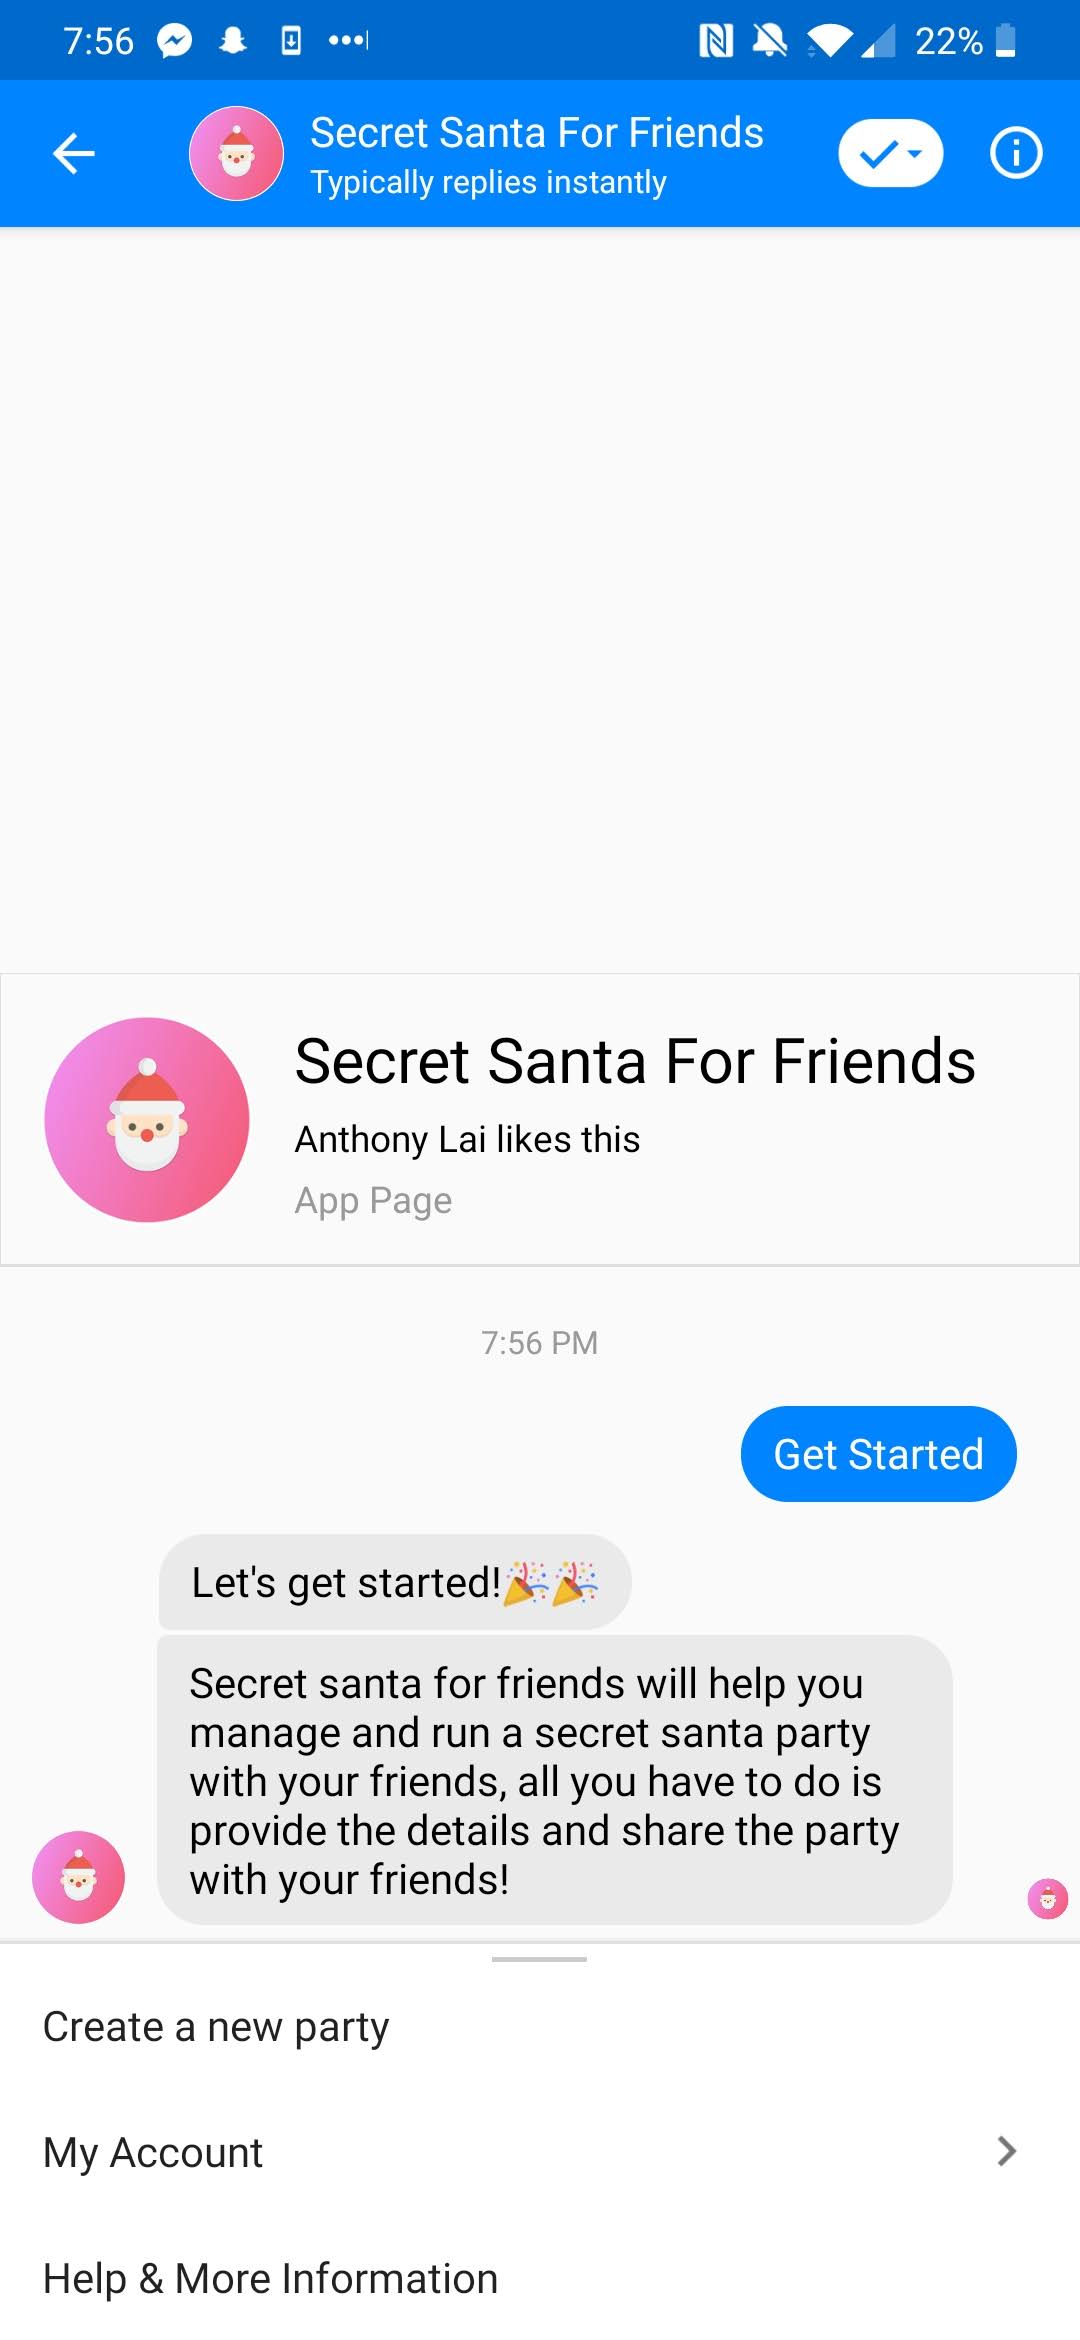 7:56
22%
Secret Santa For Friends
Typically replies instantly
Secret Santa For Friends
Anthony Lai likes this
App Page
7:56 PM
Get Started
Let's get started!🎉🎉
Secret santa for friends will help you
manage and run a secret santa party
with your friends, all you have to do is
provide the details and share the party
with your friends!
Create a new party
My Account
Help & More Information